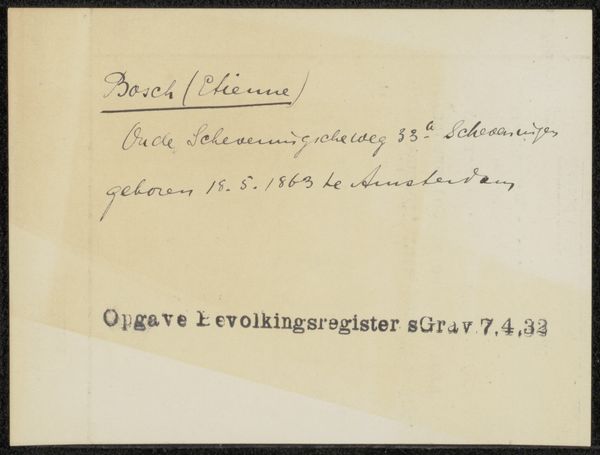 Bosch (Etienne)
Oude Scheveningscheweg 33a Scheveningen
geboren 18.5.1863 te Amsterdam
Opgave Bevolkingsregister sGrav 7,4,32